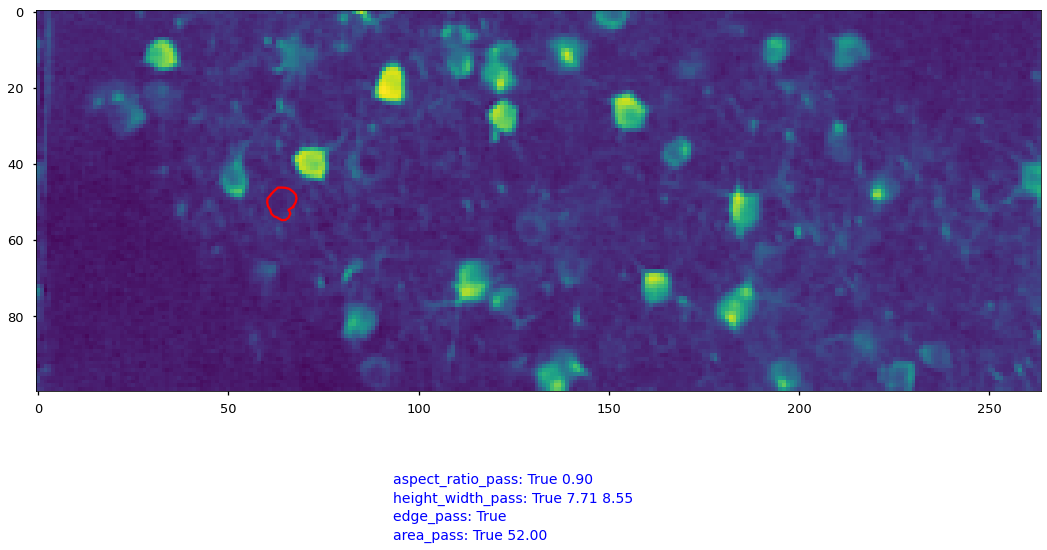 0
20
40
60
80
0 50 100 150 200 250
aspect_ratio_pass: True 0.90
height_width_pass: True 7.71 8.55
edge_pass: True
area_pass: True 52.00